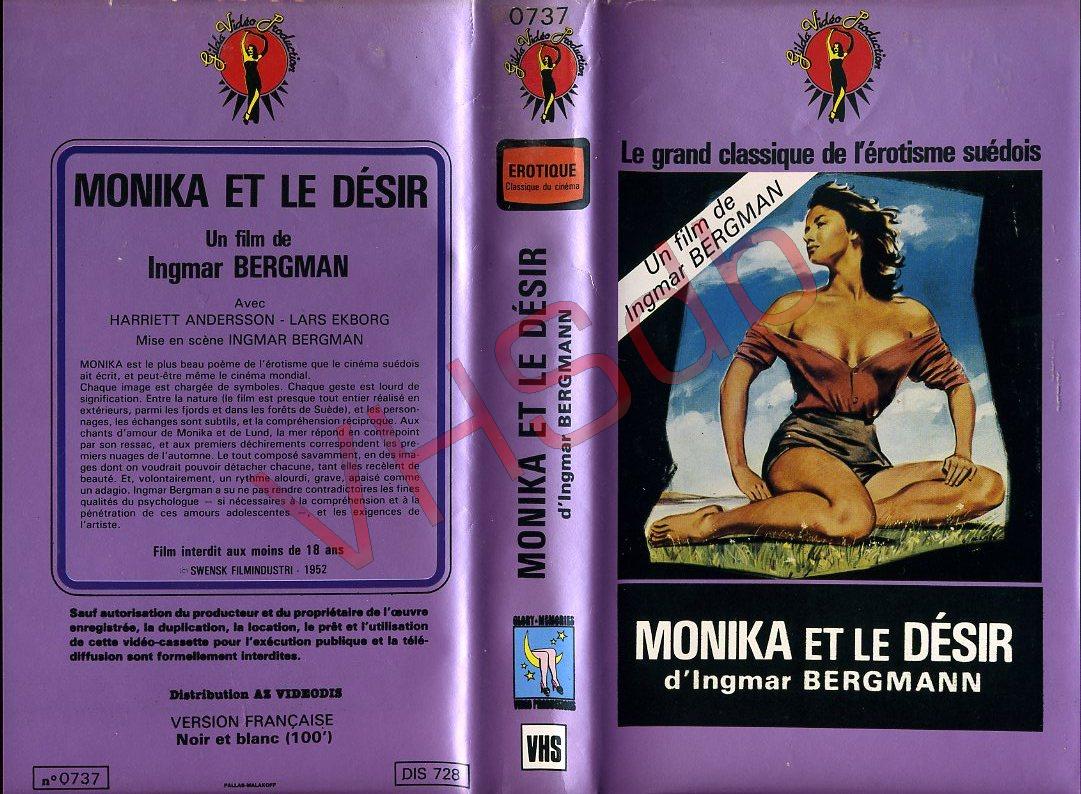 Gilda Vidéo Production
MONIKA ET LE DÉSIR
Un film de
Ingmar BERGMAN
Avec
HARRIETT ANDERSSON - LARS EKBORG
Mise en scène INGMAR BERGMAN
MONIKA est le plus beau poème de l'érotisme que le cinéma suédois
ait écrit, et peut-être même le cinéma mondial.
Chaque image est chargée de symboles. Chaque geste est lourd de
signification. Entre la nature (le film est presque tout entier réalisé en
extérieurs, parmi les fjords et dans les forêts de Suède), et les person-
nages, les échanges sont subtils, et la compréhension réciproque. Aux
chants d'amour de Monika et de Lund, la mer répond en contrepoint
par son ressac, et aux premiers déchirements correspondent les pre-
miers nuages de l'automne. Le tout composé savamment, en des ima-
ges dont on voudrait pouvoir détacher chacune, tant elles recèlent de
beauté. Et, volontairement, un rythme alourdi, grave, apaisé comme
un adagio. Ingmar Bergman a su ne pas rendre contradictoires les fines
qualités du psychologue — si nécessaires à la compréhension et à la
pénétration de ces amours adolescentes —, et les exigences de
l'artiste.
Film interdit aux moins de 18 ans
© SWENSK FILMINDUSTRI - 1952
Sauf autorisation du producteur et du propriétaire de l'œuvre
enregistrée, la duplication, la location, le prêt et l'utilisation
de cette vidéo-cassette pour l'exécution publique et la télé-
diffusion sont formellement interdites.
Distribution AZ VIDEODIS
VERSION FRANÇAISE
Noir et blanc (100')
n° 0737
PALLAS-MALAKOFF
DIS 728
0737
Gilda Vidéo Production
EROTIQUE
Classique du cinéma
MONIKA ET LE DÉSIR
d'Ingmar BERGMANN
GLORY - MEMORIES
VIDEO PRODUCTIONS
VHS
Gilda Vidéo Production
Le grand classique de l'érotisme suédois
Un film de
Ingmar BERGMAN
MONIKA ET LE DÉSIR
d'Ingmar BERGMANN
VHSdb